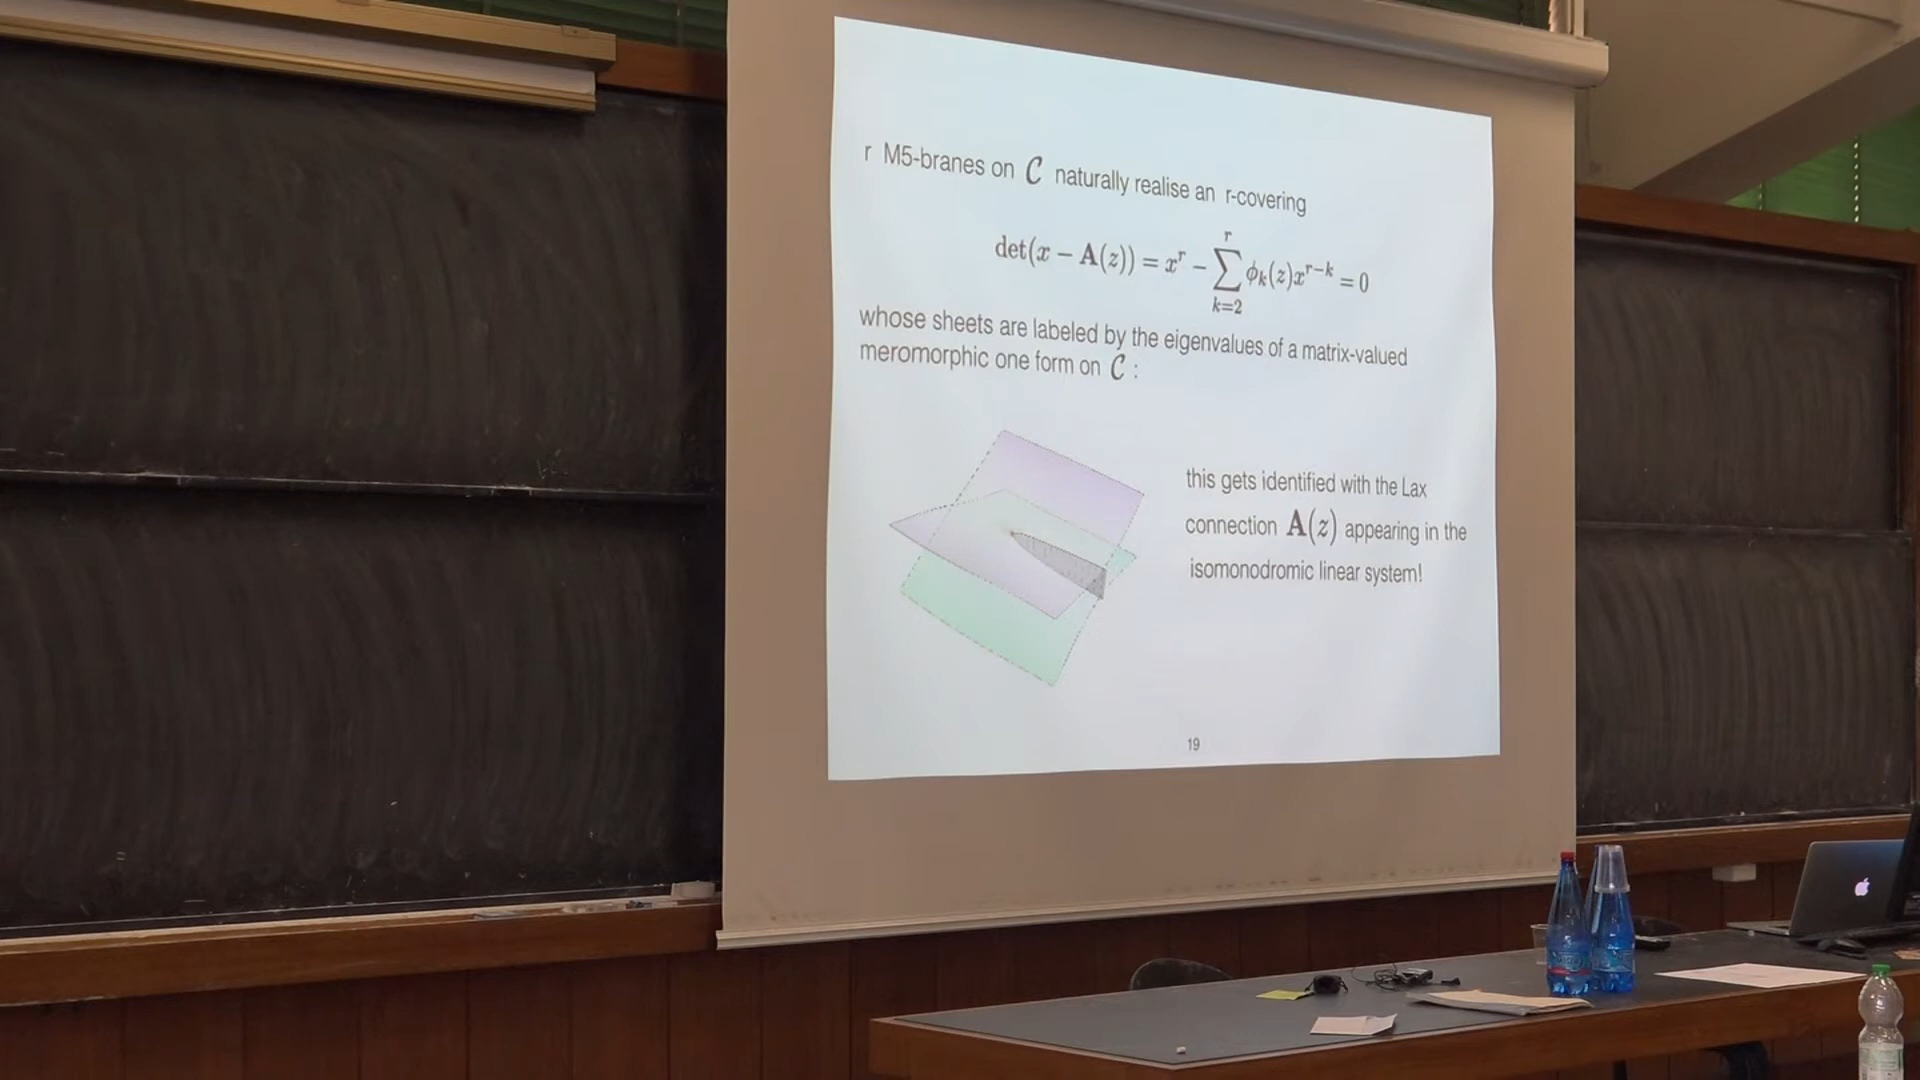 r M5-branes on 𝒞 naturally realise an r-covering
det(x − A(z)) = x^r − ∑_{k=2}^{r} ϕ_k(z)x^{r−k} = 0
whose sheets are labeled by the eigenvalues of a matrix-valued
meromorphic one form on 𝒞 :
this gets identified with the Lax
connection A(z) appearing in the
isomonodromic linear system!
19